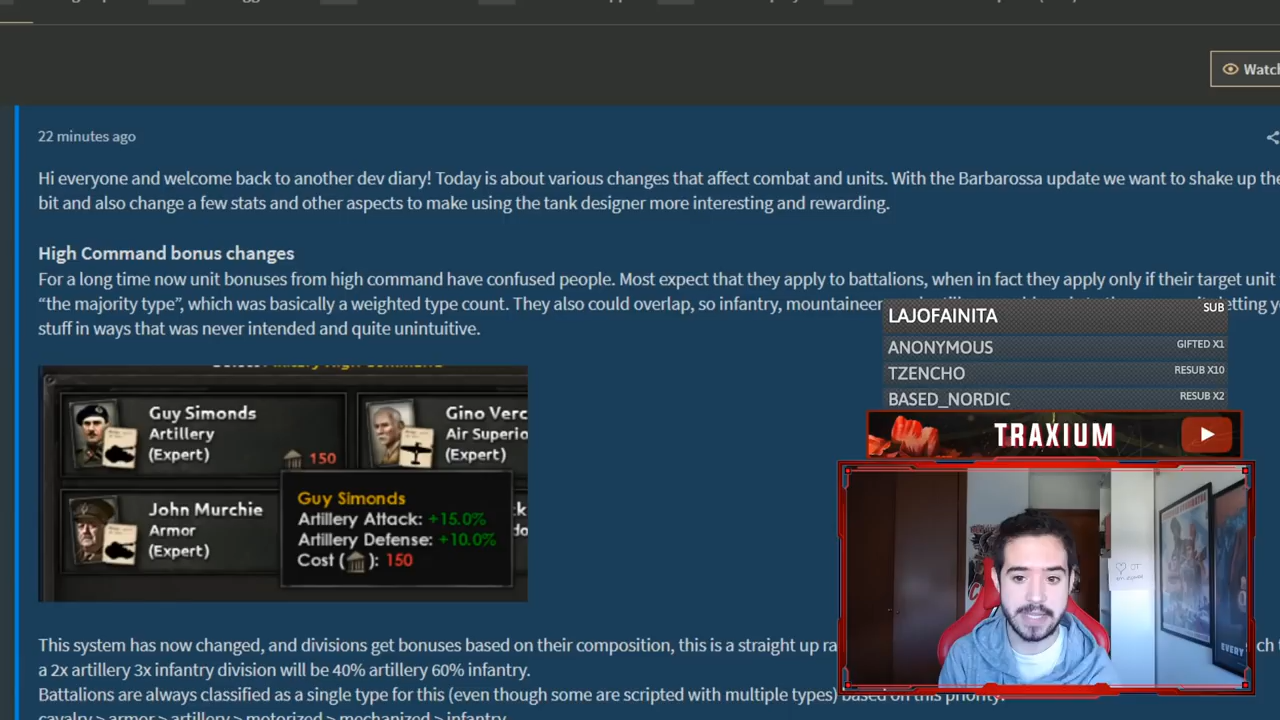 Watch
22 minutes ago
Hi everyone and welcome back to another dev diary! Today is about various changes that affect combat and units. With the Barbarossa update we want to shake up the
bit and also change a few stats and other aspects to make using the tank designer more interesting and rewarding.
High Command bonus changes
For a long time now unit bonuses from high command have confused people. Most expect that they apply to battalions, when in fact they apply only if their target unit
“the majority type”, which was basically a weighted type count. They also could overlap, so infantry, mountaineer
stuff in ways that was never intended and quite unintuitive.
LAJOFAINITA SUB
ANONYMOUS GIFTED X1
TZENCHO RESUB X10
BASED_NORDIC RESUB X2
TRAXIUM
Guy Simonds
Artillery
(Expert)
150
Gino Verc
Air Superio
(Expert)
John Murchie
Armor
(Expert)
Guy Simonds
Artillery Attack: +15.0%
Artillery Defense: +10.0%
Cost ( ): 150
This system has now changed, and divisions get bonuses based on their composition, this is a straight up ra
a 2x artillery 3x infantry division will be 40% artillery 60% infantry.
Battalions are always classified as a single type for this (even though some are scripted with multiple types) based on this priority:
cavalry > armor > artillery > motorized > mechanized > infantry